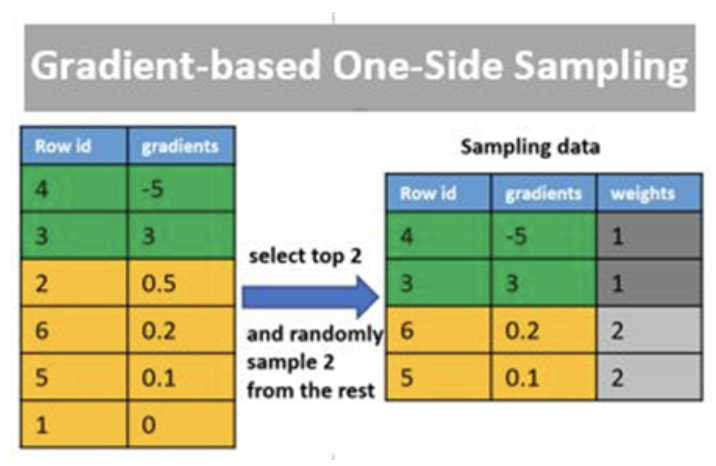 Gradient-based One-Side Sampling
Row id gradients
4 -5
3 3
2 0.5
6 0.2
5 0.1
1 0
select top 2
and randomly
sample 2
from the rest
Sampling data
Row id gradients weights
4 -5 1
3 3 1
6 0.2 2
5 0.1 2